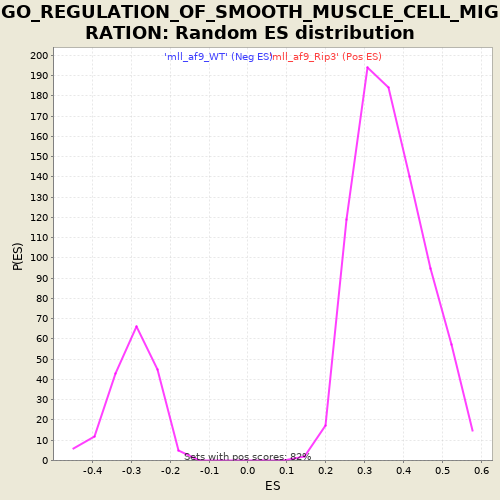 GO_REGULATION_OF_SMOOTH_MUSCLE_CELL_MIG
RATION: Random ES distribution
'mll_af9_WT' (Neg ES)
'mll_af9_Rip3' (Pos ES)
200
190
180
170
160
150
140
130
120
110
100
90
80
70
60
50
40
30
20
10
0
P(ES)
Sets with pos scores: 82%
-0.4 -0.3 -0.2 -0.1 0.0 0.1 0.2 0.3 0.4 0.5 0.6
ES